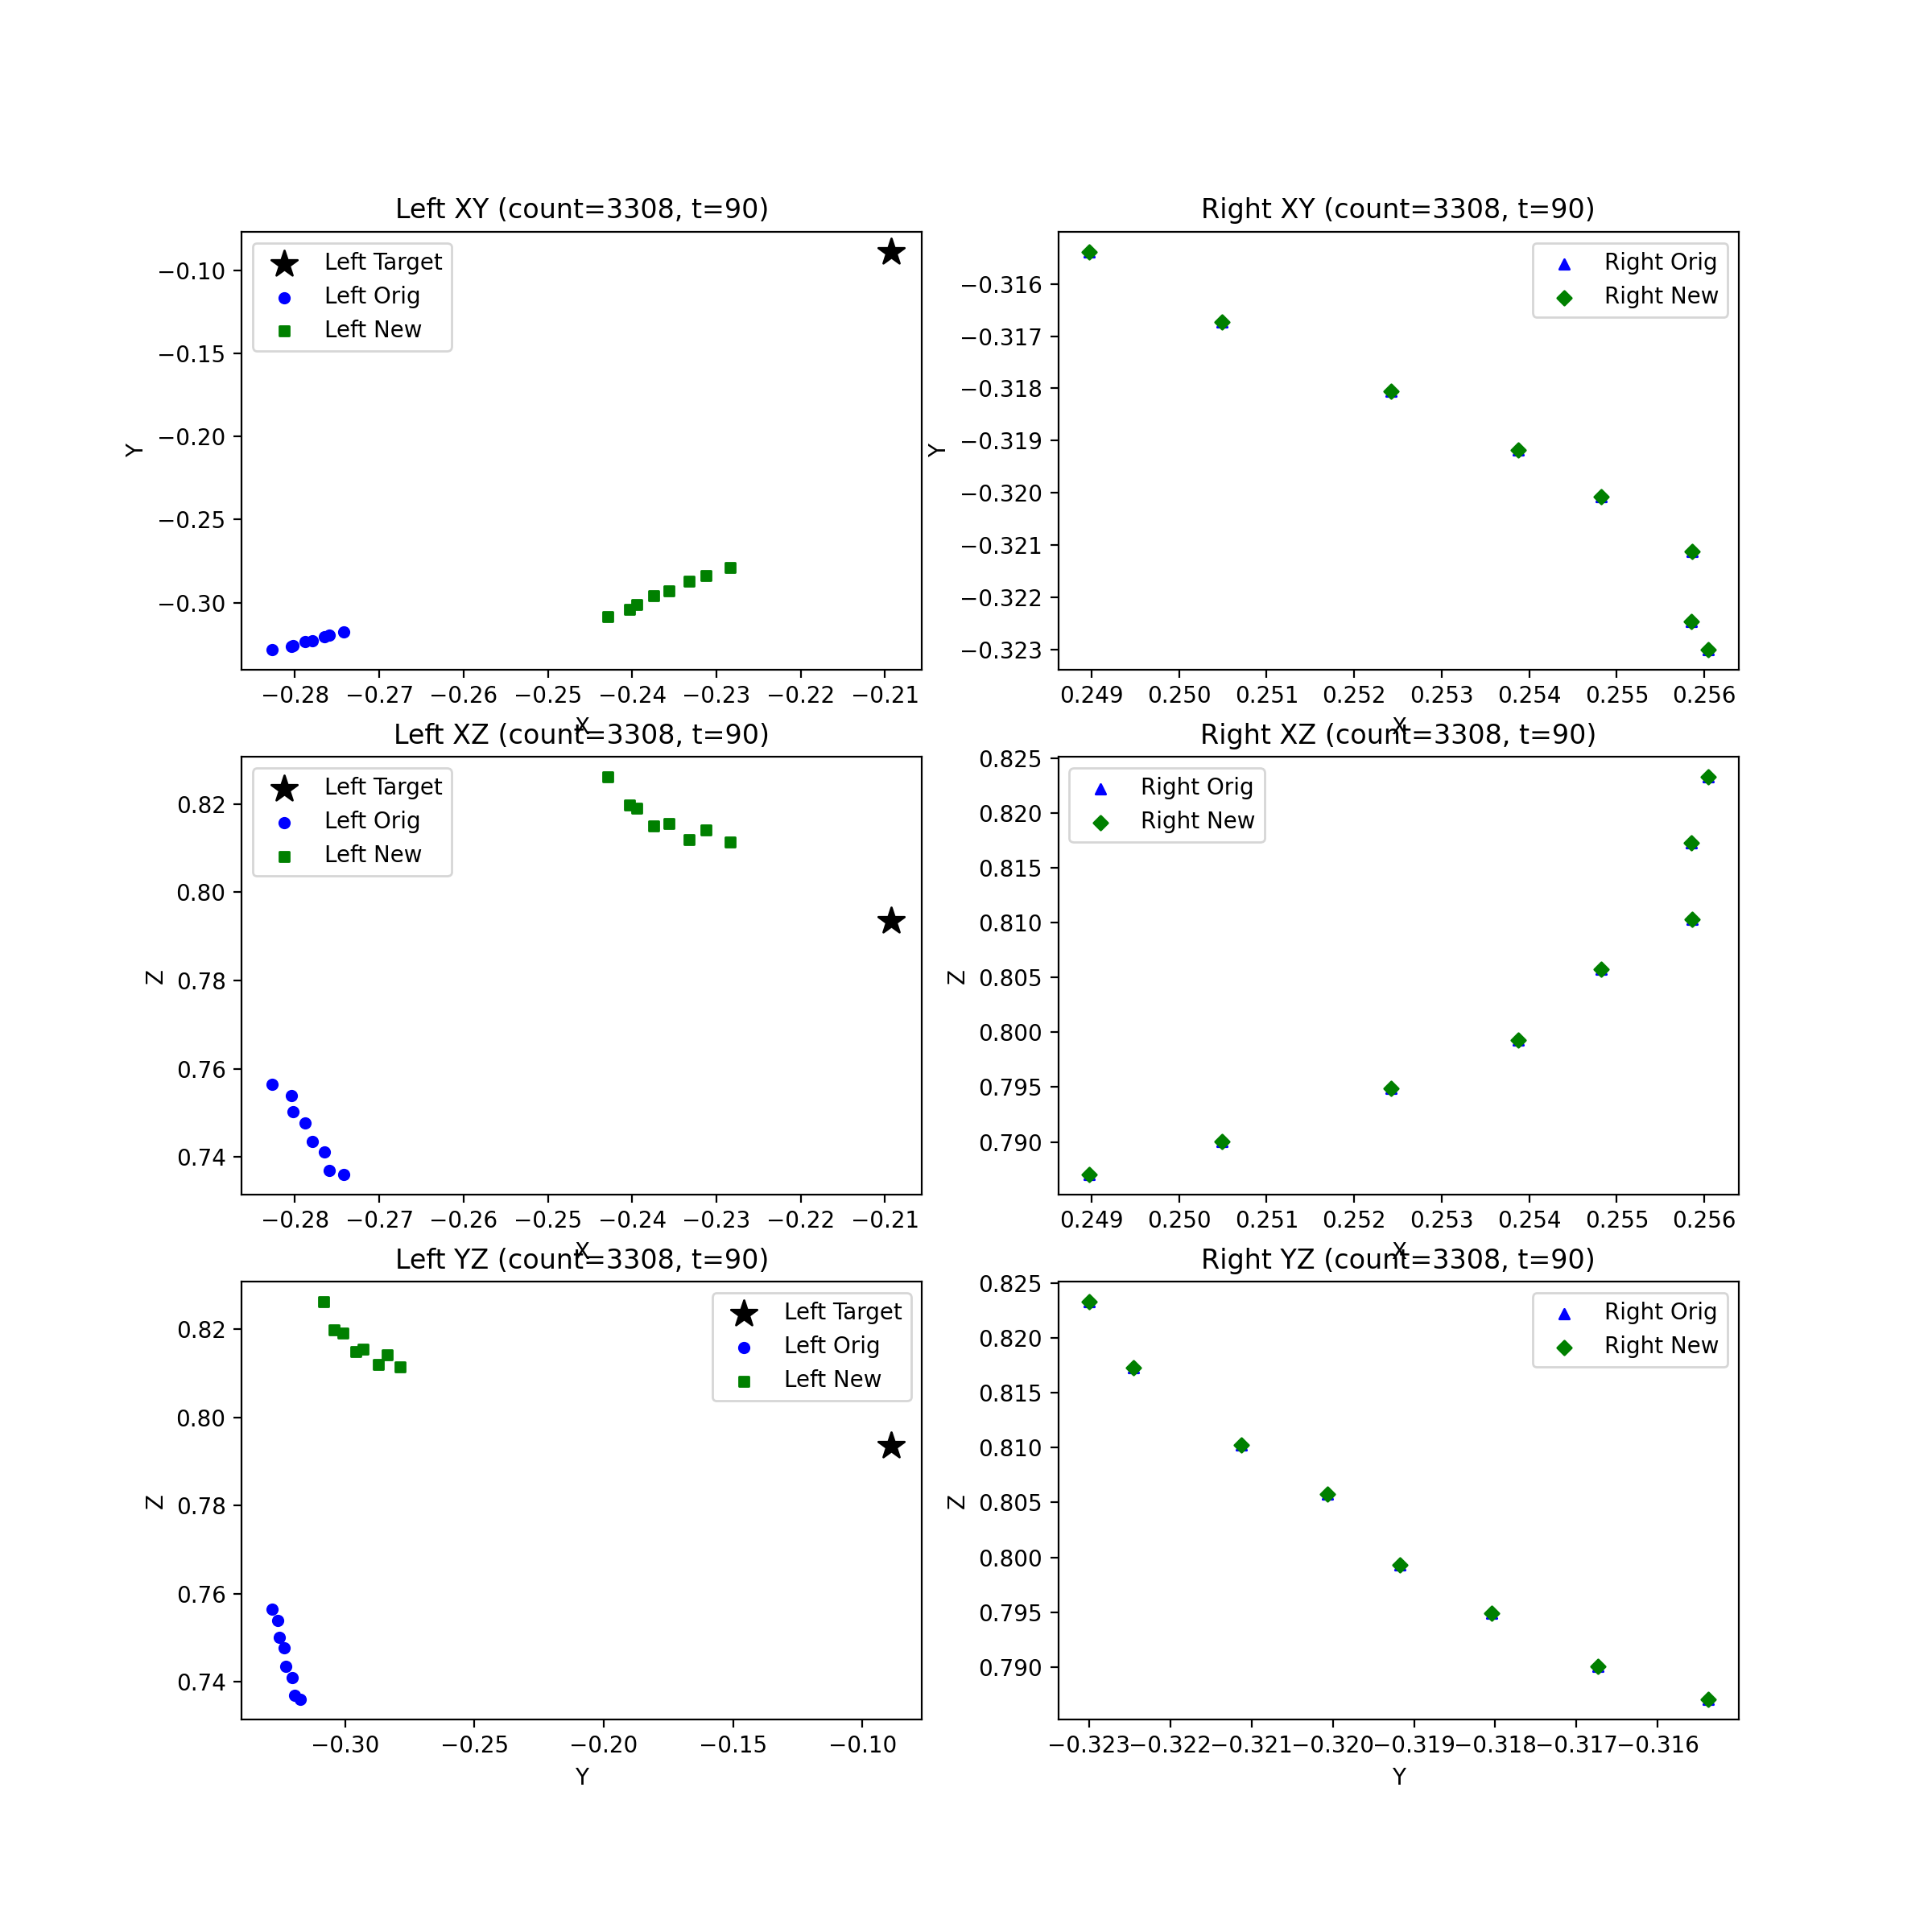 Left XY (count=3308, t=90)
Left Target
Left Orig
Left New
−0.10
−0.15
−0.20
−0.25
−0.30
Y
−0.28 −0.27 −0.26 −0.25 −0.24 −0.23 −0.22 −0.21
X
Right XY (count=3308, t=90)
Right Orig
Right New
−0.316
−0.317
−0.318
−0.319
−0.320
−0.321
−0.322
−0.323
Y
0.249 0.250 0.251 0.252 0.253 0.254 0.255 0.256
X
Left XZ (count=3308, t=90)
Left Target
Left Orig
Left New
0.82
0.80
0.78
0.76
0.74
Z
−0.28 −0.27 −0.26 −0.25 −0.24 −0.23 −0.22 −0.21
X
Right XZ (count=3308, t=90)
Right Orig
Right New
0.825
0.820
0.815
0.810
0.805
0.800
0.795
0.790
Z
0.249 0.250 0.251 0.252 0.253 0.254 0.255 0.256
X
Left YZ (count=3308, t=90)
Left Target
Left Orig
Left New
0.82
0.80
0.78
0.76
0.74
Z
−0.30 −0.25 −0.20 −0.15 −0.10
Y
Right YZ (count=3308, t=90)
Right Orig
Right New
0.825
0.820
0.815
0.810
0.805
0.800
0.795
0.790
Z
−0.323 −0.322 −0.321 −0.320 −0.319 −0.318 −0.317 −0.316
Y